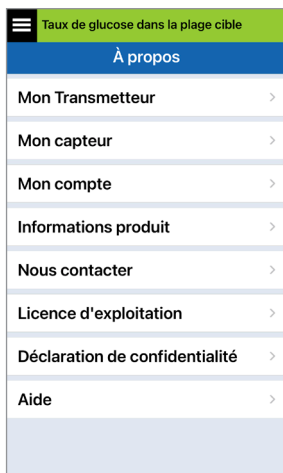 Taux de glucose dans la plage cible
À propos
Mon Transmetteur
Mon capteur
Mon compte
Informations produit
Nous contacter
Licence d'exploitation
Déclaration de confidentialité
Aide